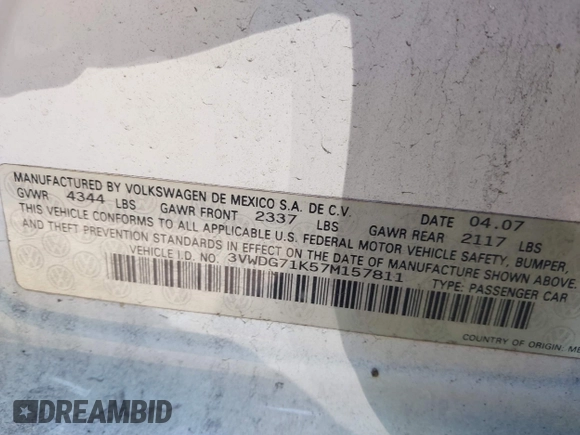 MANUFACTURED BY VOLKSWAGEN DE MEXICO S.A. DE C.V.
GVWR 4344 LBS GAWR FRONT 2337 LBS GAWR REAR 2117 LBS DATE 04.07
THIS VEHICLE CONFORMS TO ALL APPLICABLE U.S. FEDERAL MOTOR VEHICLE SAFETY, BUMPER,
AND THEFT PREVENTION STANDARDS IN EFFECT ON THE DATE OF MANUFACTURE SHOWN ABOVE.
VEHICLE I.D. NO. 3VWDG71K57M157811 TYPE: PASSENGER CAR
COUNTRY OF ORIGIN: ME
DREAMBID